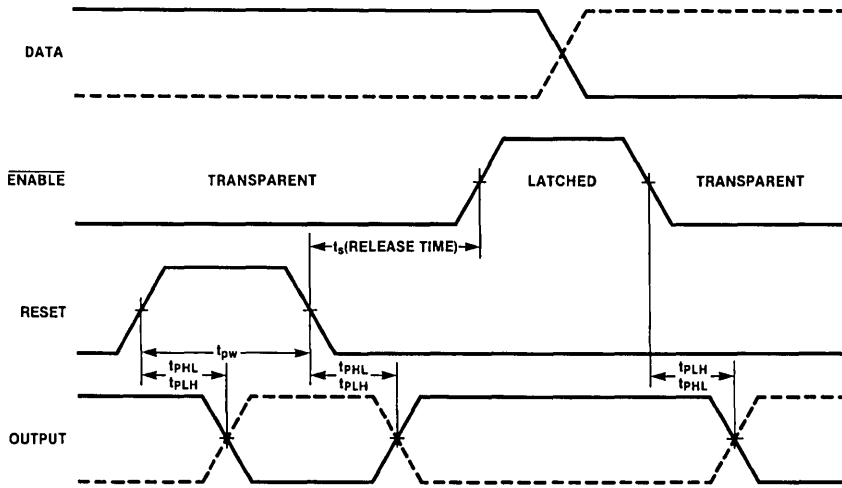 DATA
ENABLE
TRANSPARENT
LATCHED
TRANSPARENT
ts(RELEASE TIME)
RESET
tpw
tPHL
tPLH
tPHL
tPLH
tPLH
tPHL
OUTPUT